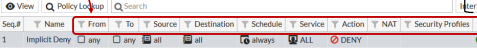 View Policy Lookup Search
Seq.# Name From To Source Destination Schedule Service Action NAT Security Profiles
1 Implicit Deny any any all all always ALL DENY